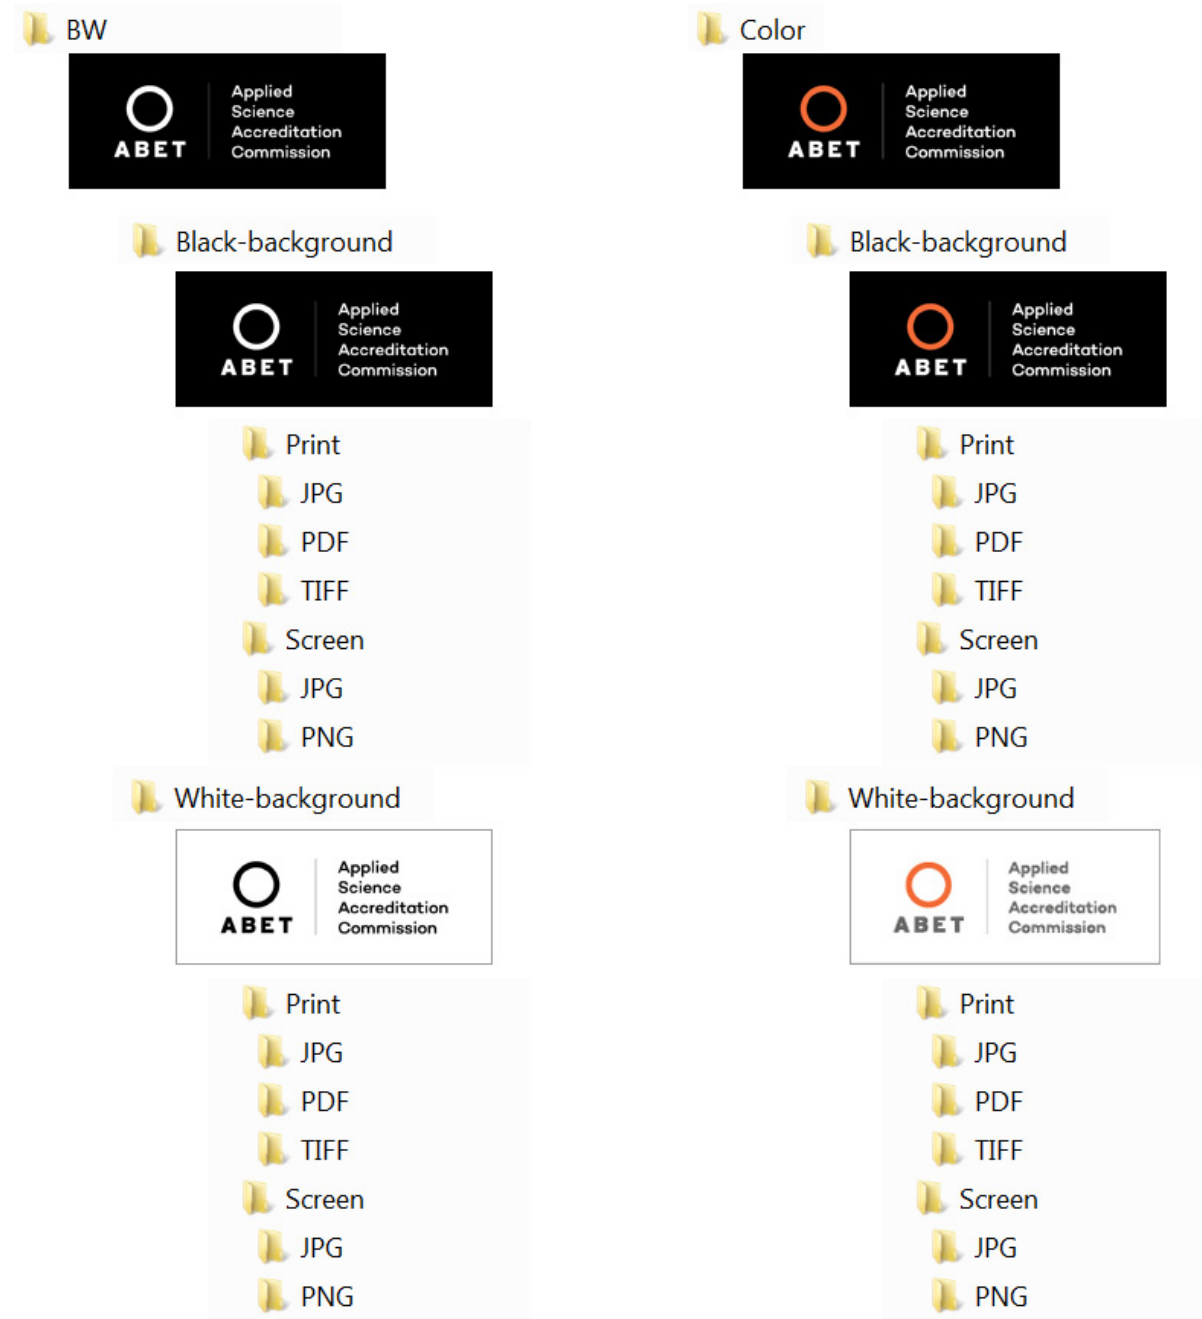 BW
ABET
Applied
Science
Accreditation
Commission
Black-background
ABET
Applied
Science
Accreditation
Commission
Print
JPG
PDF
TIFF
Screen
JPG
PNG
White-background
ABET
Applied
Science
Accreditation
Commission
Print
JPG
PDF
TIFF
Screen
JPG
PNG
Color
ABET
Applied
Science
Accreditation
Commission
Black-background
ABET
Applied
Science
Accreditation
Commission
Print
JPG
PDF
TIFF
Screen
JPG
PNG
White-background
ABET
Applied
Science
Accreditation
Commission
Print
JPG
PDF
TIFF
Screen
JPG
PNG